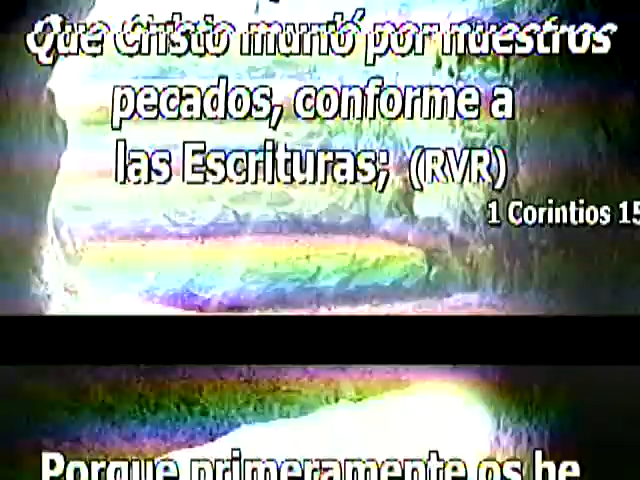 Que Cristo murió por nuestros
pecados, conforme a
las Escrituras; (RVR)
1 Corintios 15
Porque primeramente os he